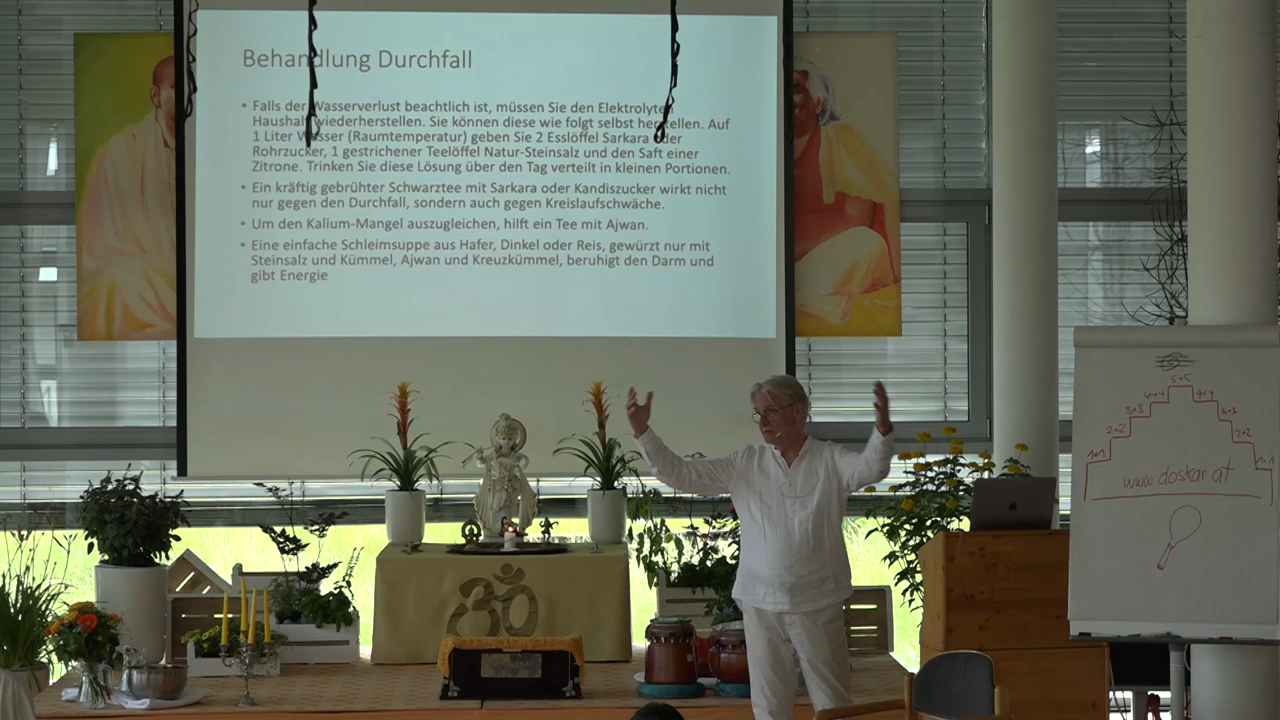 Behandlung Durchfall
• Falls der Wasserverlust beachtlich ist, müssen Sie den Elektrolyten
Haushalt wiederherstellen. Sie können diese wie folgt selbst herstellen. Auf
1 Liter Wasser (Raumtemperatur) geben Sie 2 Esslöffel Sarkara oder
Rohrzucker, 1 gestrichener Teelöffel Natur-Steinsalz und den Saft einer
Zitrone. Trinken Sie diese Lösung über den Tag verteilt in kleinen Portionen.
• Ein kräftig gebrühter Schwarztee mit Sarkara oder Kandiszucker wirkt nicht
nur gegen den Durchfall, sondern auch gegen Kreislaufschwäche.
• Um den Kalium-Mangel auszugleichen, hilft ein Tee mit Ajwan.
• Eine einfache Schleimsuppe aus Hafer, Dinkel oder Reis, gewürzt nur mit
Steinsalz und Kümmel, Ajwan und Kreuzkümmel, beruhigt den Darm und
gibt Energie
ॐ
5+5
4+4 4+4
3+3 3+3
2+2 2+2
1+1 1+1
www.doskar.at